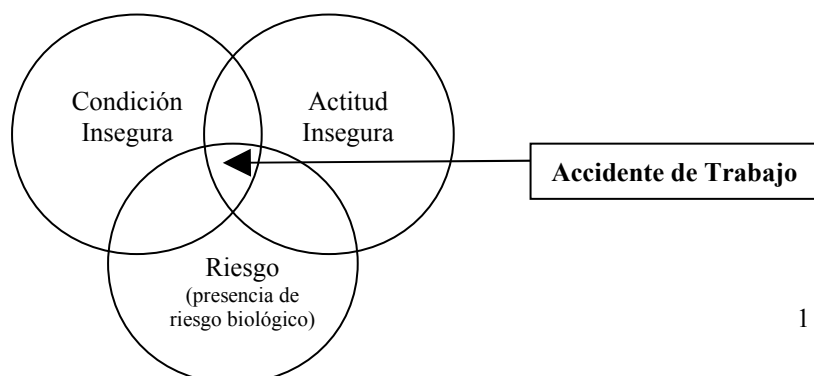 Condición
Insegura
Actitud
Insegura
Accidente de Trabajo
Riesgo
(presencia de
riesgo biológico)
1